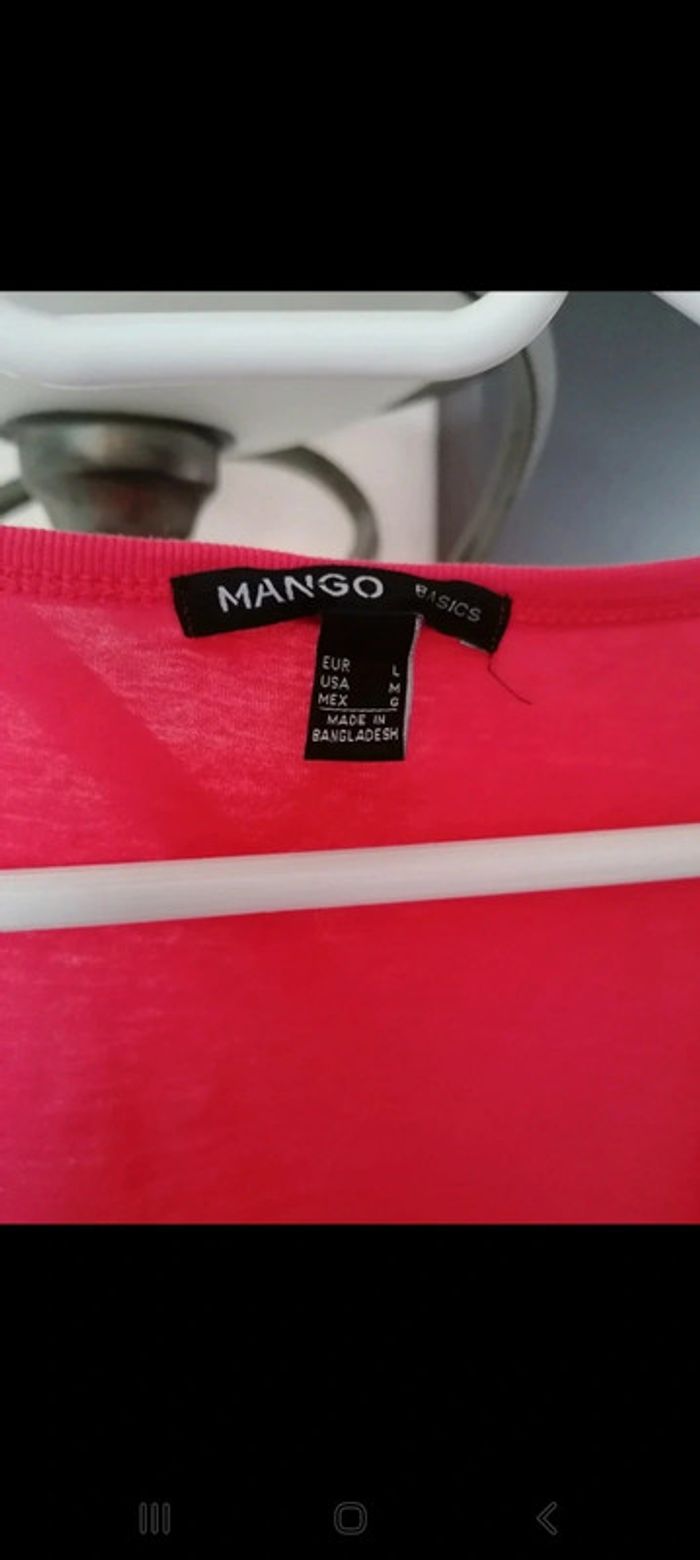 MANGO BASICS
EUR L
USA M
MEX G
MADE IN
BANGLADESH